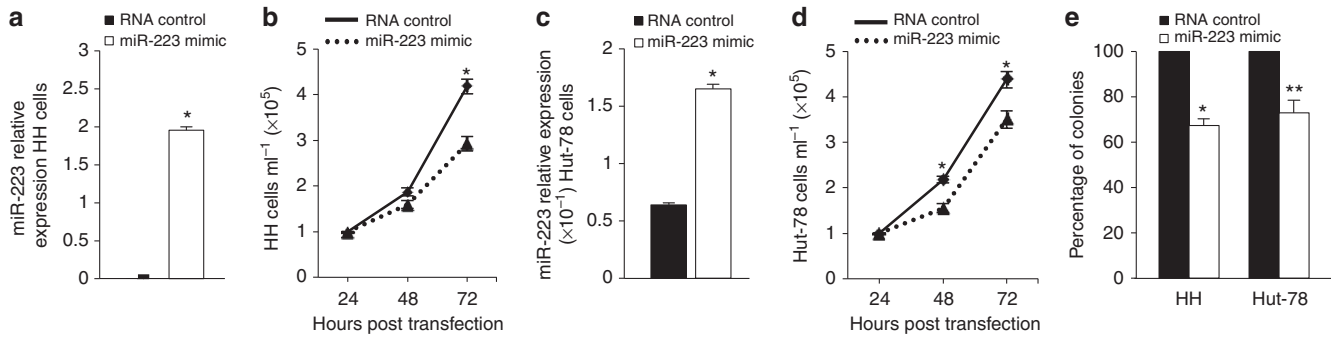 a
RNA control
miR-223 mimic
miR-223 relative
expression HH cells
3
2.5
2
1.5
1
0.5
0
*
b
RNA control
miR-223 mimic
HH cells ml⁻¹ (×10⁵)
5
4
3
2
1
0
*
24 48 72
Hours post transfection
c
RNA control
miR-223 mimic
miR-223 relative expression
(×10⁻¹) Hut-78 cells
2
1.5
1
0.5
0
*
d
RNA control
miR-223 mimic
Hut-78 cells ml⁻¹ (×10⁵)
5
4
3
2
1
0
*
*
24 48 72
Hours post transfection
e
RNA control
miR-223 mimic
Percentage of colonies
100
80
60
40
20
0
*
**
HH Hut-78